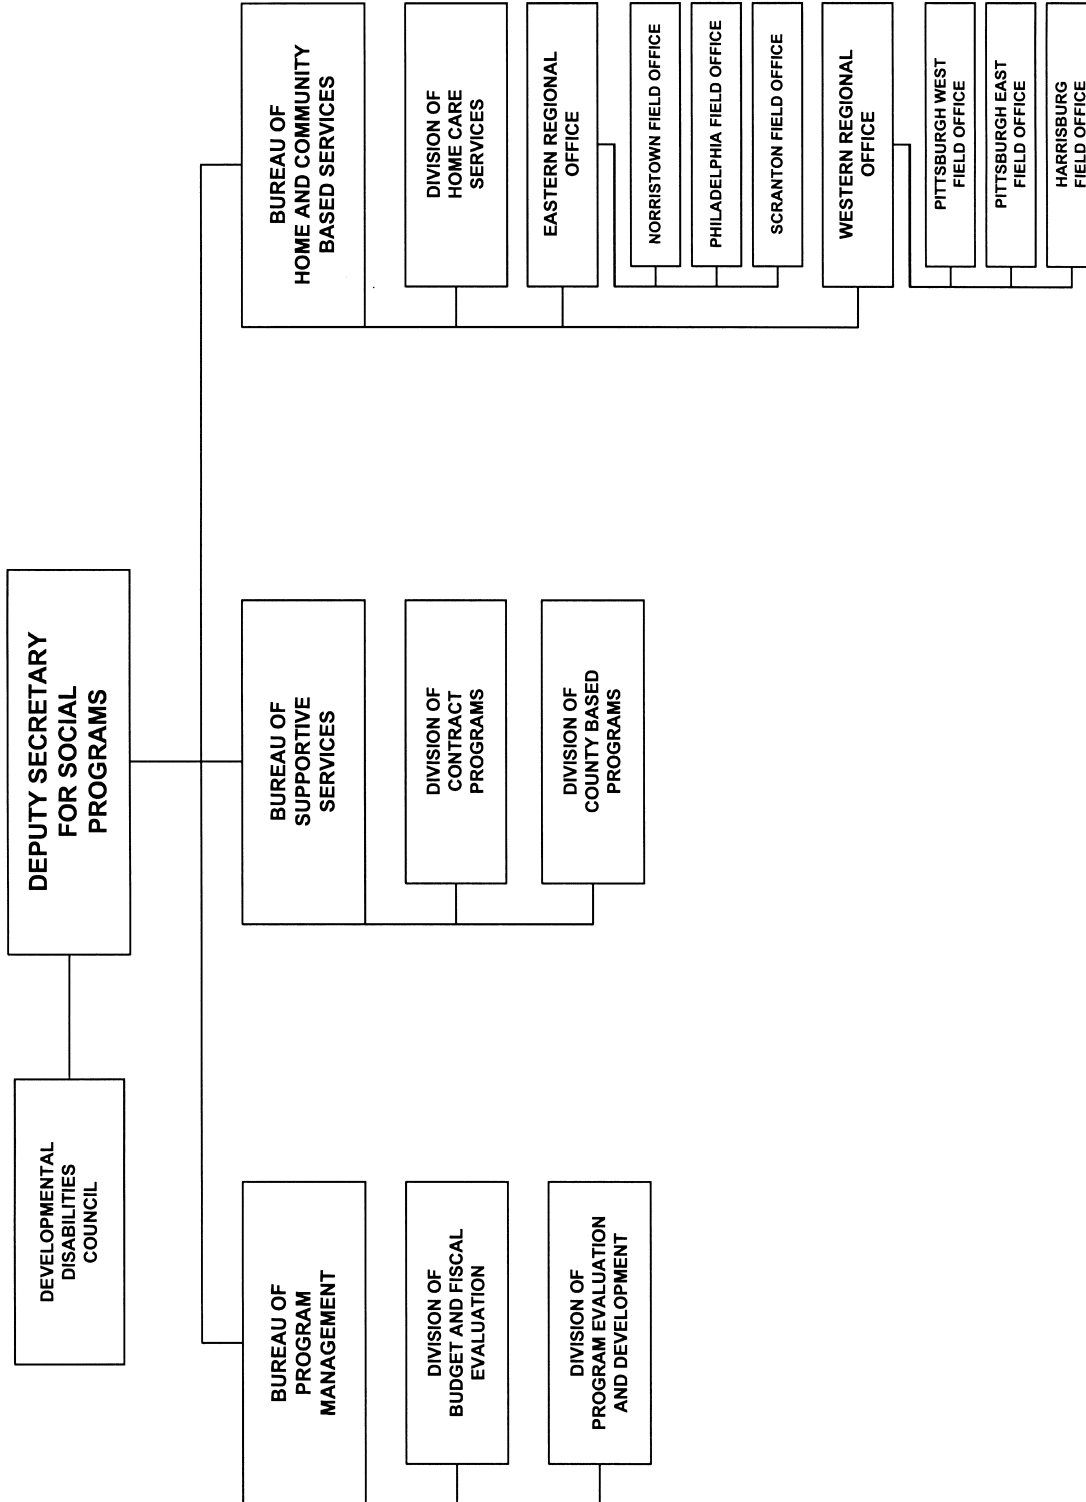 DEPUTY SECRETARY
FOR SOCIAL
PROGRAMS
DEVELOPMENTAL
DISABILITIES
COUNCIL
BUREAU OF
PROGRAM
MANAGEMENT
DIVISION OF
BUDGET AND FISCAL
EVALUATION
DIVISION OF
PROGRAM EVALUATION
AND DEVELOPMENT
BUREAU OF
SUPPORTIVE
SERVICES
DIVISION OF
CONTRACT
PROGRAMS
DIVISION OF
COUNTY BASED
PROGRAMS
BUREAU OF
HOME AND COMMUNITY
BASED SERVICES
DIVISION OF
HOME CARE
SERVICES
EASTERN REGIONAL
OFFICE
NORRISTOWN FIELD OFFICE
PHILADELPHIA FIELD OFFICE
SCRANTON FIELD OFFICE
WESTERN REGIONAL
OFFICE
PITTSBURGH WEST
FIELD OFFICE
PITTSBURGH EAST
FIELD OFFICE
HARRISBURG
FIELD OFFICE